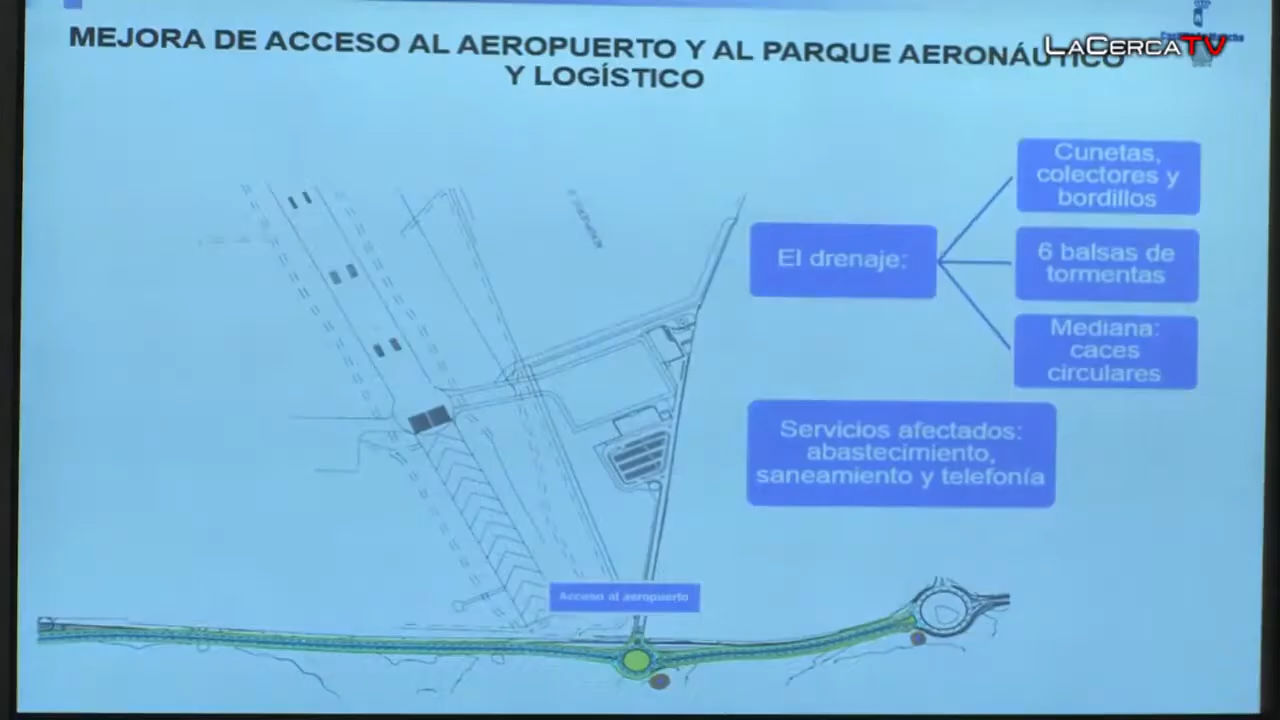 MEJORA DE ACCESO AL AEROPUERTO Y AL PARQUE AERONÁUTICO
Y LOGÍSTICO
LACERCATV
Cunetas,
colectores y
bordillos
El drenaje:
6 balsas de
tormentas
Mediana:
caces
circulares
Servicios afectados:
abastecimiento,
saneamiento y telefonía
Acceso al aeropuerto